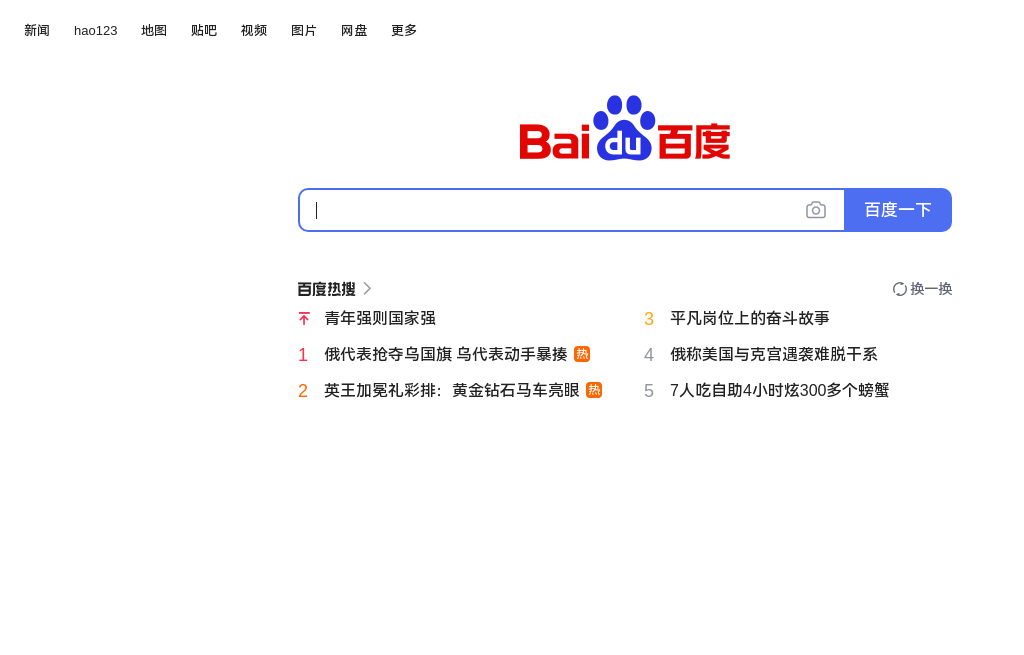 新闻 hao123 地图 贴吧 视频 图片 网盘 更多
Bai du 百度
百度一下
百度热搜
换一换
青年强则国家强
1 俄代表抢夺乌国旗 乌代表动手暴揍 热
2 英王加冕礼彩排：黄金钻石马车亮眼 热
3 平凡岗位上的奋斗故事
4 俄称美国与克宫遇袭难脱干系
5 7人吃自助4小时炫300多个螃蟹